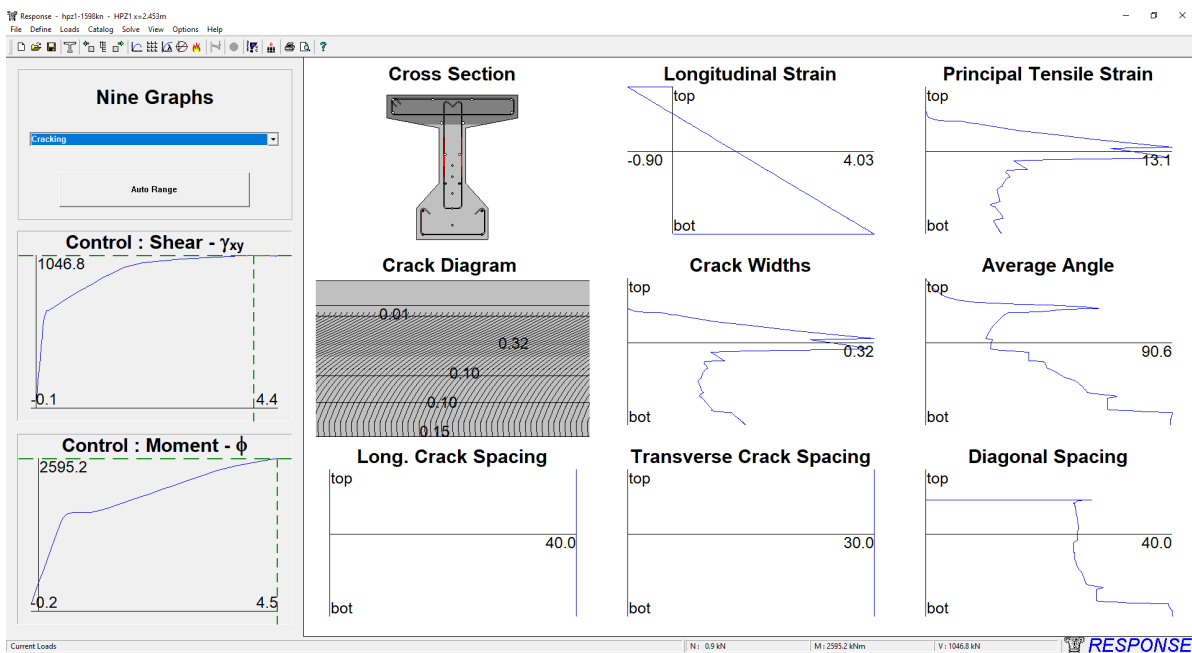 Response - hpz1-1598kn - HPZ1 x=2.453m
File Define Loads Catalog Solve View Options Help
Nine Graphs
Cracking
Auto Range
Control : Shear - γxy
1046.8
-0.1 4.4
Control : Moment - ϕ
2595.2
-0.2 4.5
Cross Section
Longitudinal Strain
top
-0.90 4.03
bot
Principal Tensile Strain
top
13.1
bot
Crack Diagram
0.01
0.32
0.10
0.10
0.15
Crack Widths
top
0.32
bot
Average Angle
top
90.6
bot
Long. Crack Spacing
top
40.0
bot
Transverse Crack Spacing
top
30.0
bot
Diagonal Spacing
top
40.0
bot
Current Loads
N : 0.9 kN
M : 2595.2 kNm
V : 1046.8 kN
RESPONSE